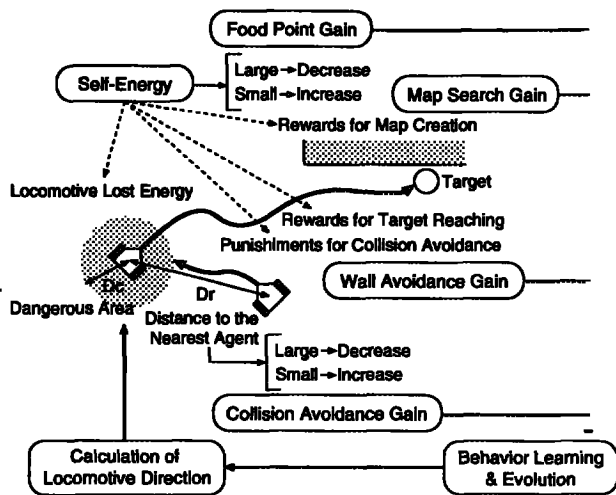 Food Point Gain
Self-Energy
Large→Decrease
Small→Increase
Map Search Gain
Rewards for Map Creation
Locomotive Lost Energy
Target
Rewards for Target Reaching
Punishments for Collision Avoidance
Dc
Dangerous Area
Dr
Wall Avoidance Gain
Distance to the
Nearest Agent
Large→Decrease
Small→Increase
Collision Avoidance Gain
Calculation of
Locomotive Direction
Behavior Learning
& Evolution